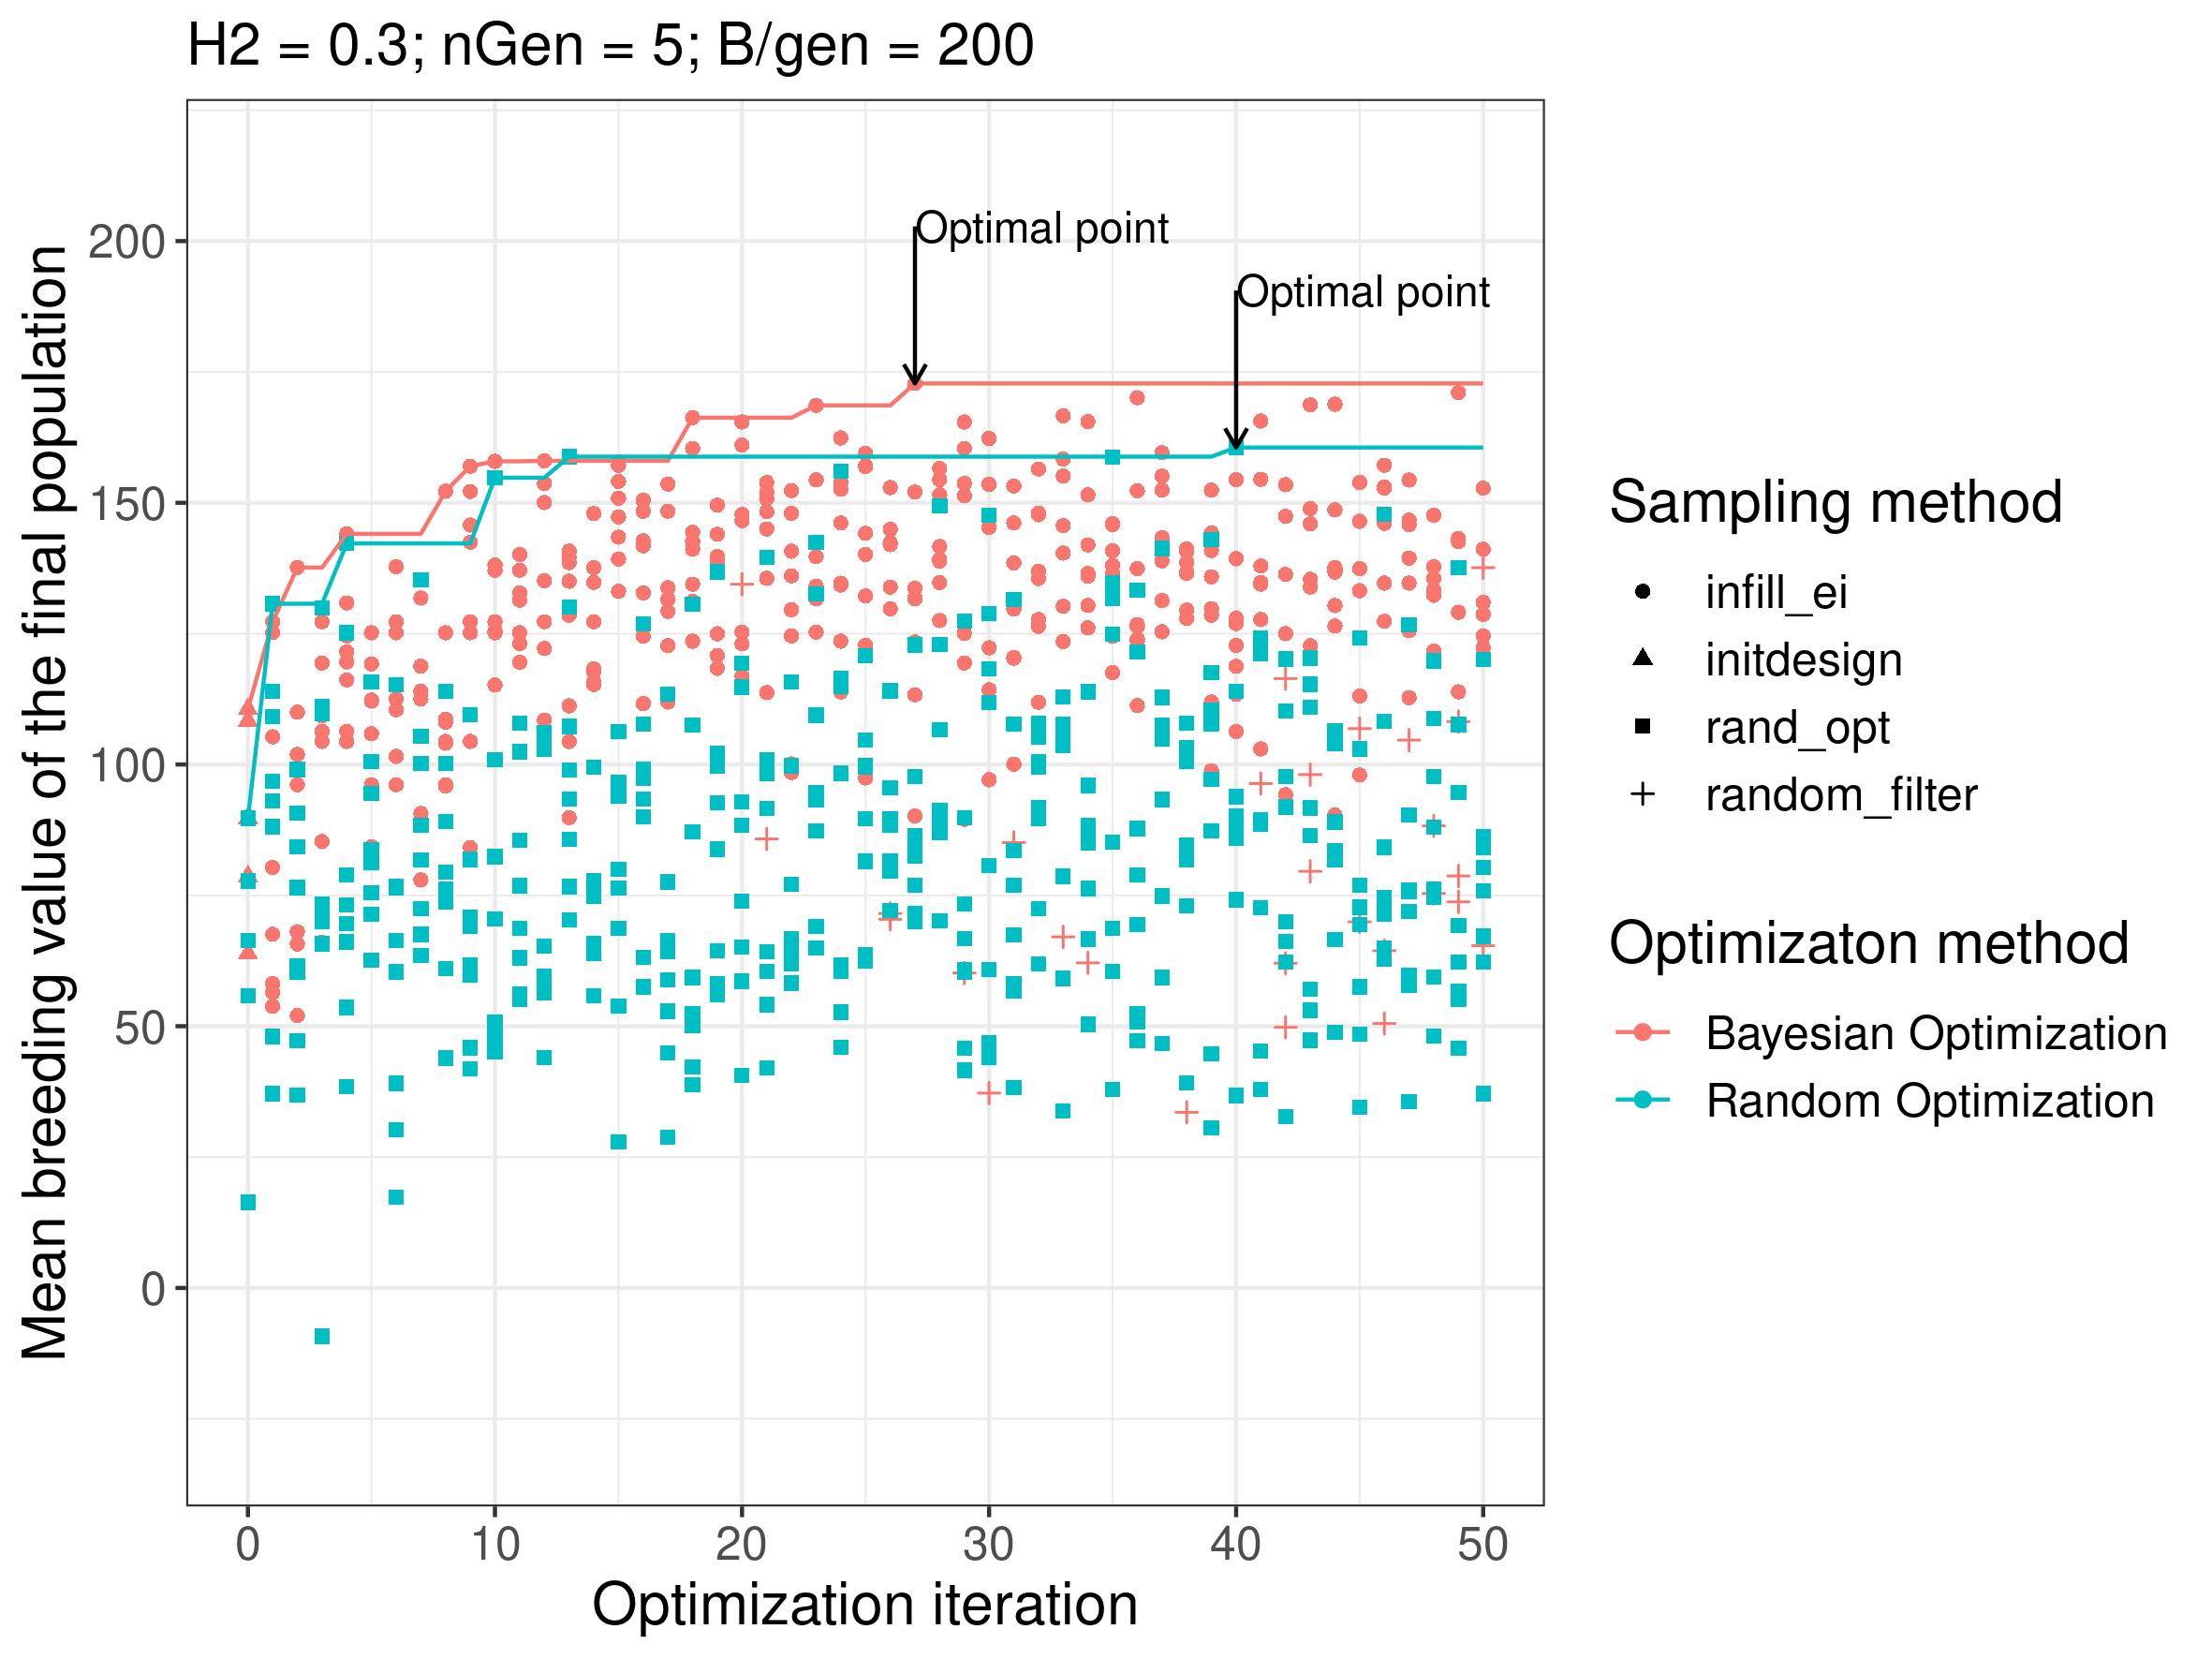 H2 = 0.3; nGen = 5; B/gen = 200
Mean breeding value of the final population
200
150
100
50
0
Optimal point
Optimal point
0 10 20 30 40 50
Optimization iteration
Sampling method
infill_ei
initdesign
rand_opt
random_filter
Optimizaton method
Bayesian Optimization
Random Optimization